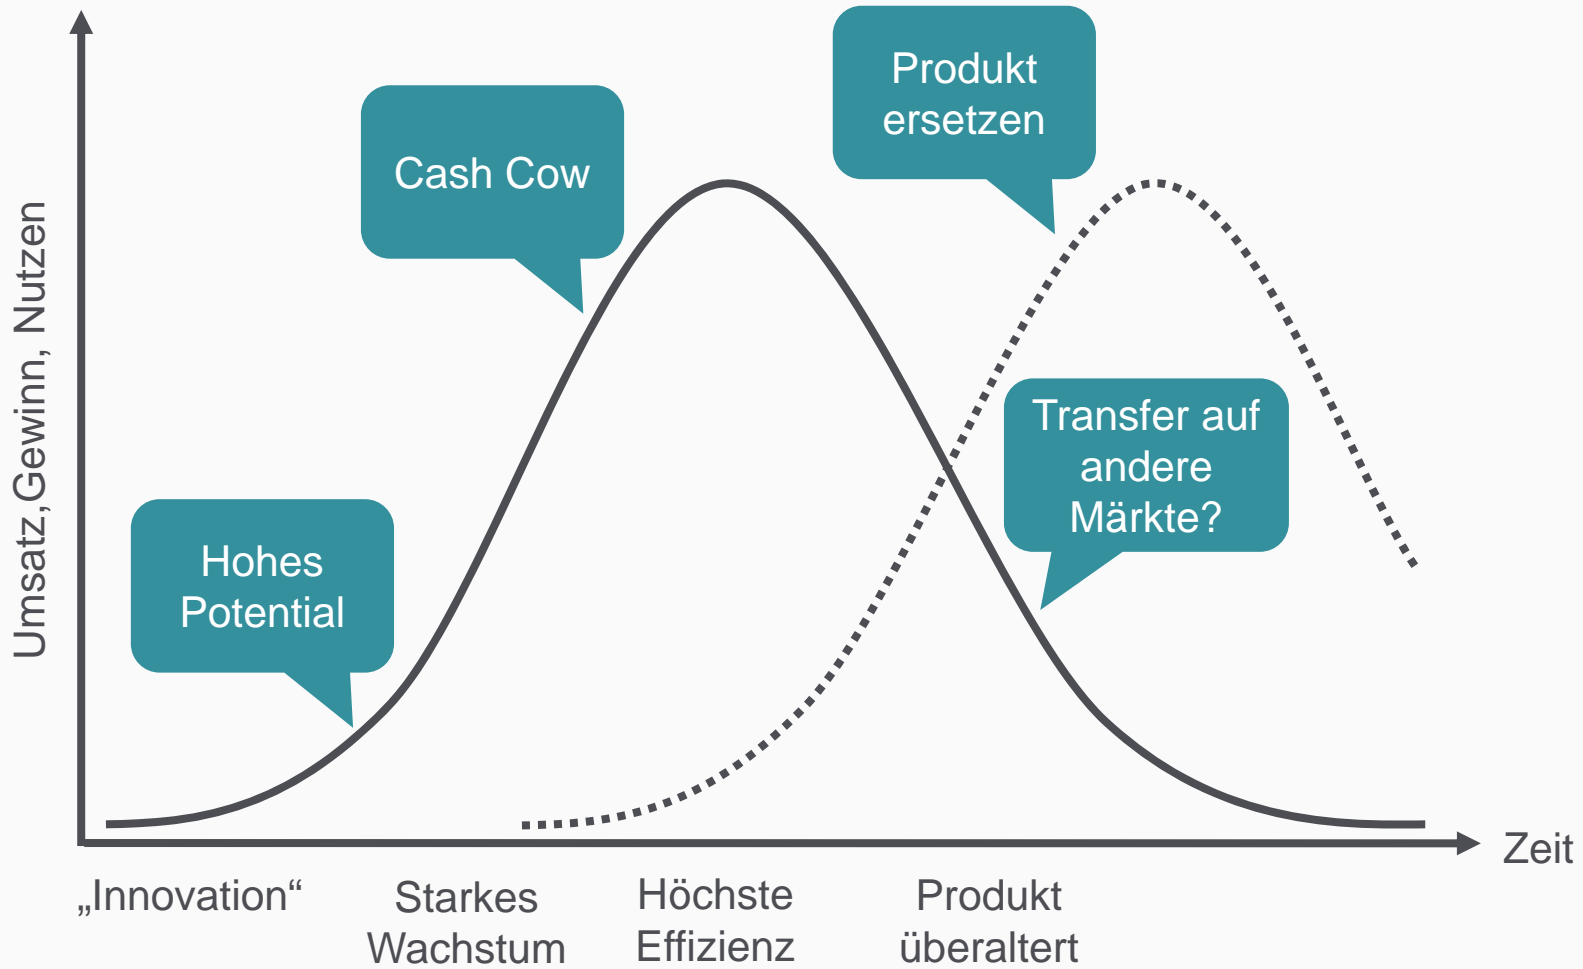 Produkt
ersetzen
Cash Cow
Umsatz,Gewinn, Nutzen
Transfer auf
andere
Märkte?
Hohes
Potential
Zeit
„Innovation“
Starkes
Wachstum
Höchste
Effizienz
Produkt
überaltert